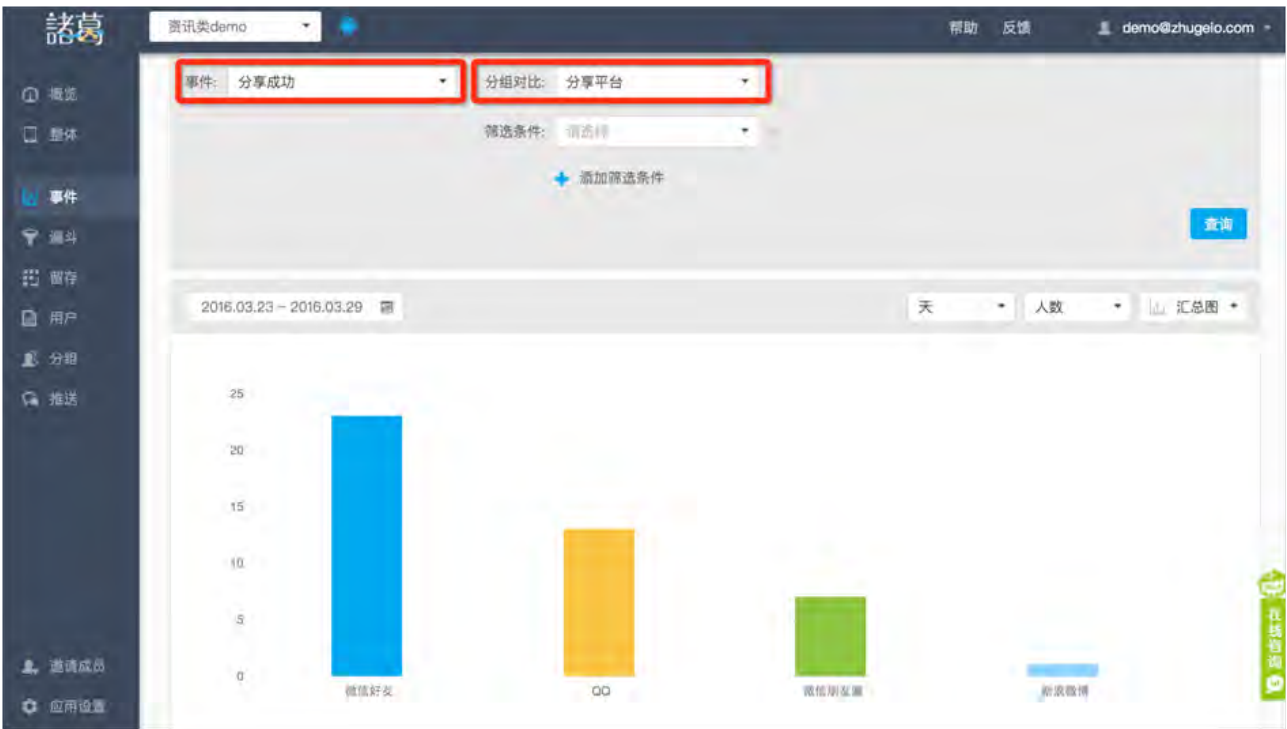 諸葛
资讯类demo
帮助 反馈 demo@zhugeio.com
概览
整体
事件
漏斗
留存
用户
分组
推送
邀请成员
应用设置
事件: 分享成功 分组对比: 分享平台
筛选条件: 请选择
添加筛选条件
查询
2016.03.23 ~ 2016.03.29 天 人数 汇总图
25
20
15
10
5
0
微信好友 QQ 微信朋友圈 新浪微博
在线咨询